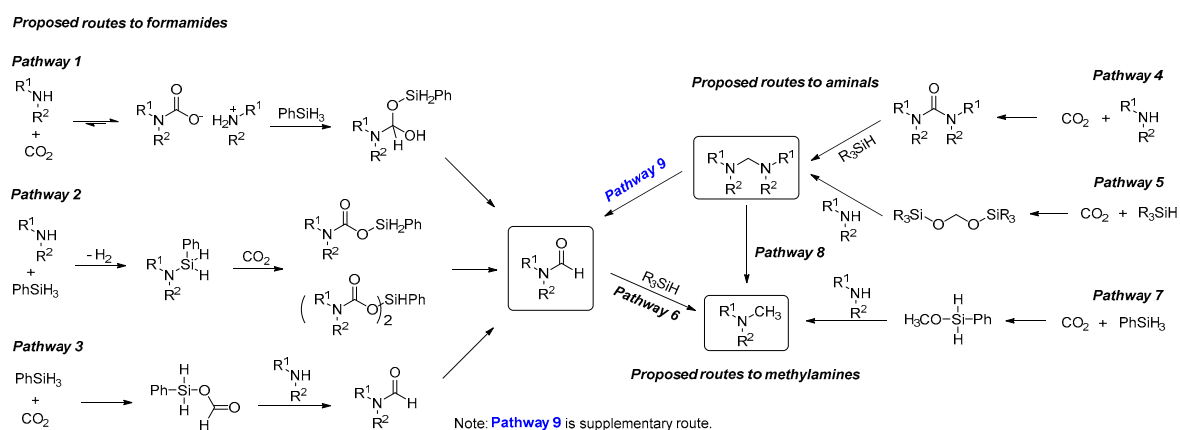 Proposed routes to formamides
Pathway 1
R1
NH
R2
+
CO2
R1
N
R2
O
O-
H2N+
R1
R2
PhSiH3
OSiH2Ph
R1
N
R2
H
OH
Pathway 2
R1
NH
R2
+
PhSiH3
- H2
Ph
H
R1
Si
N
H
R2
CO2
O
R1
N
O
SiH2Ph
R2
(
O
R1
N
O
R2
)2
SiHPh
Pathway 3
PhSiH3
+
CO2
H
Ph-Si
O
H
H
O
R1
NH
R2
O
R1
N
H
R2
O
R1
N
H
R2
Pathway 9
R3SiH
Pathway 6
Proposed routes to aminals
Pathway 4
O
R1
N
N
R1
R2
R2
CO2 + R1
NH
R2
R3SiH
R1
N
N
R1
R2
R2
Pathway 5
R1
NH
R2
R3Si
O
O
SiR3
CO2 + R3SiH
Pathway 8
R1
N
CH3
R2
R1
NH
R2
Pathway 7
H
H3CO-Si-Ph
H
CO2 + PhSiH3
Proposed routes to methylamines
Note: Pathway 9 is supplementary route.